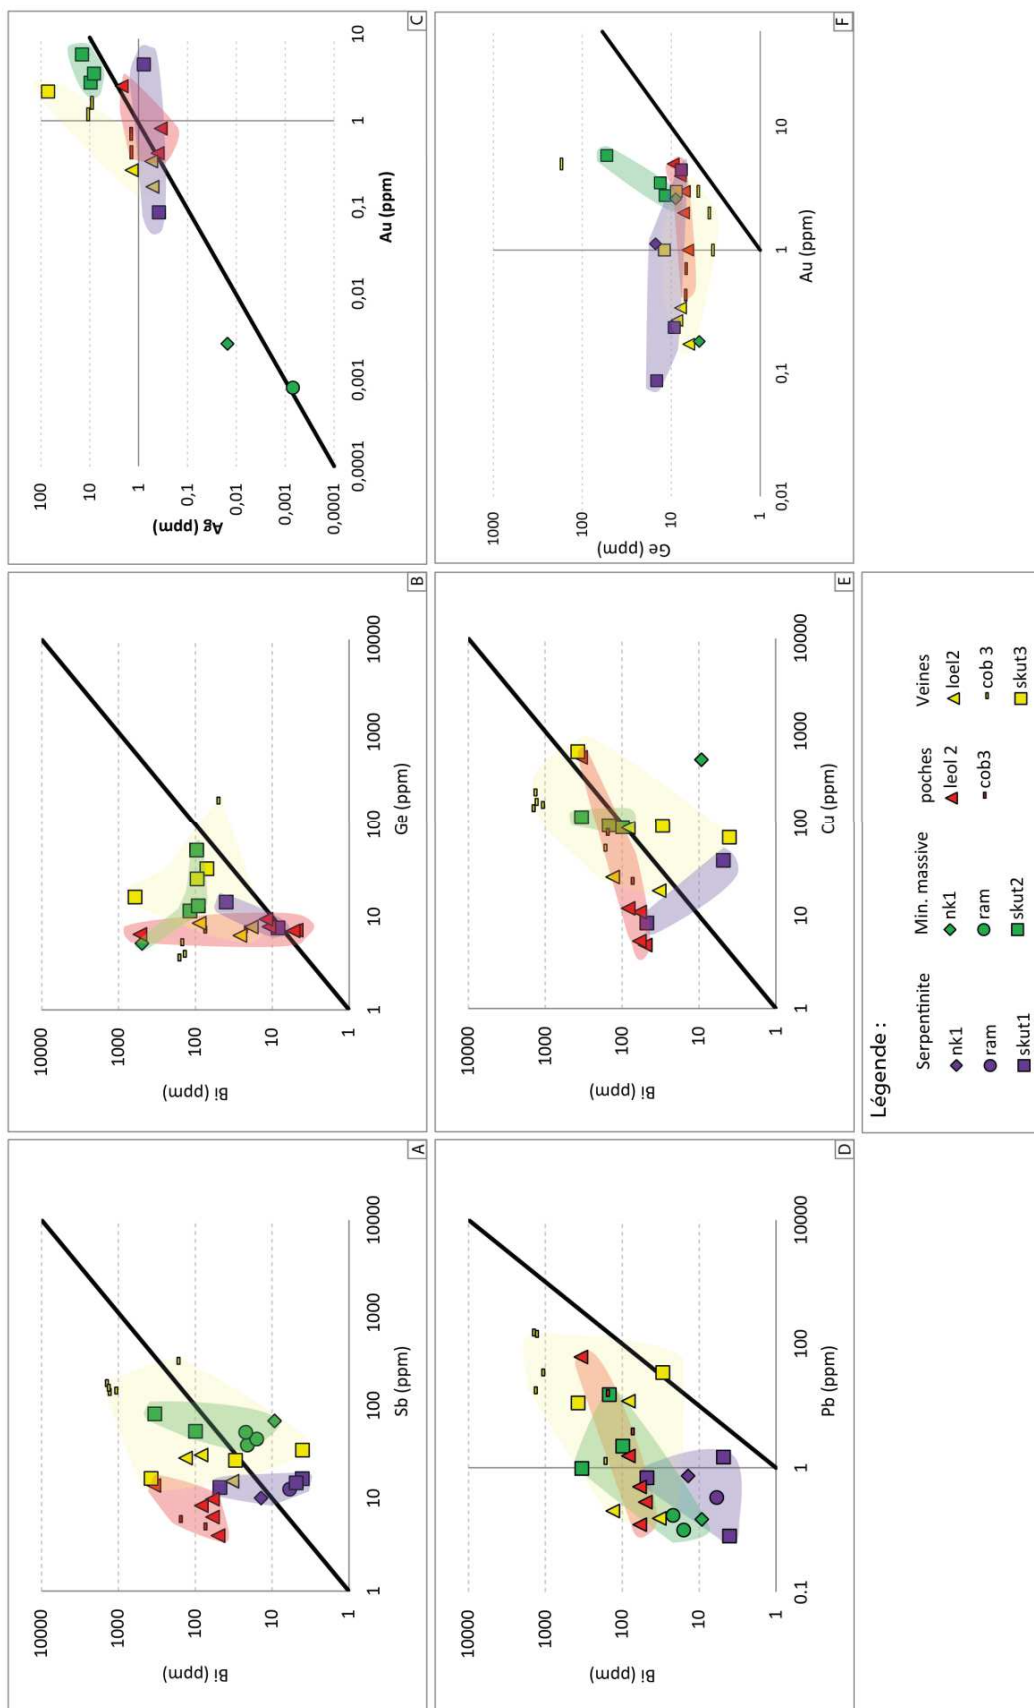 10000
1000
100
10
1
Bi (ppm)
1
10
100
1000
10000
Sb (ppm)
A
10000
1000
100
10
1
Bi (ppm)
1
10
100
1000
10000
Ge (ppm)
B
100
10
1
0,1
0,01
0,001
0,0001
Ag (ppm)
0,0001
0,001
0,01
0,1
1
10
Au (ppm)
C
10000
1000
100
10
1
Bi (ppm)
0.1
1
100
10000
Pb (ppm)
D
10000
1000
100
10
1
Bi (ppm)
1
10
100
1000
10000
Cu (ppm)
E
1000
100
10
1
Ge (ppm)
0,01
0,1
1
10
Au (ppm)
F
Légende :
Serpentinite Min. massive poches Veines
nk1 nk1 leol 2 loel2
ram ram cob3 cob 3
skut1 skut2 skut3